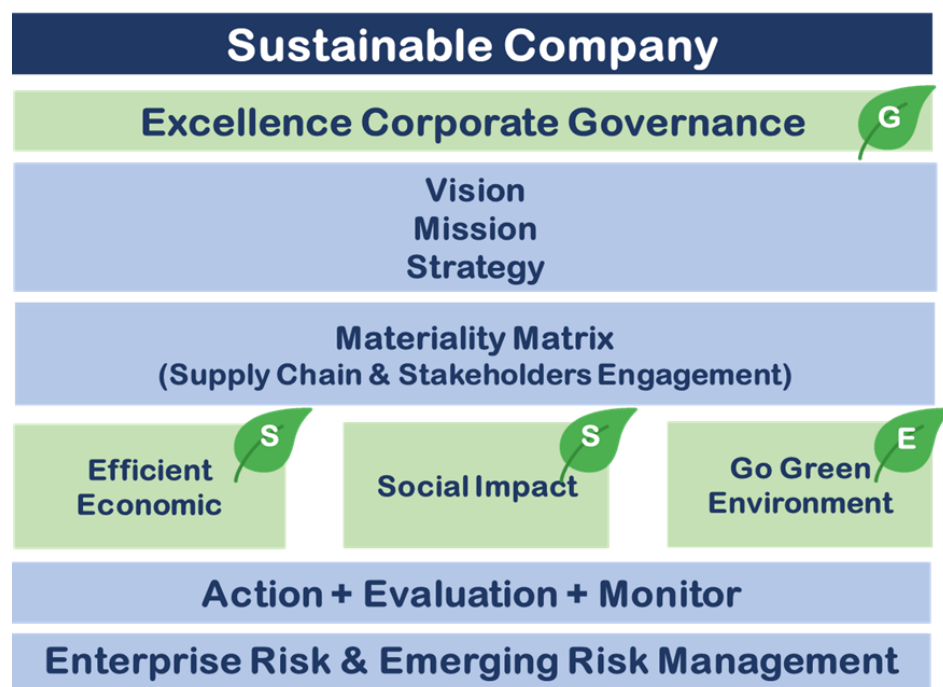 Sustainable Company
Excellence Corporate Governance
G
Vision
Mission
Strategy
Materiality Matrix
(Supply Chain & Stakeholders Engagement)
S
Efficient
Economic
S
Social Impact
E
Go Green
Environment
Action + Evaluation + Monitor
Enterprise Risk & Emerging Risk Management